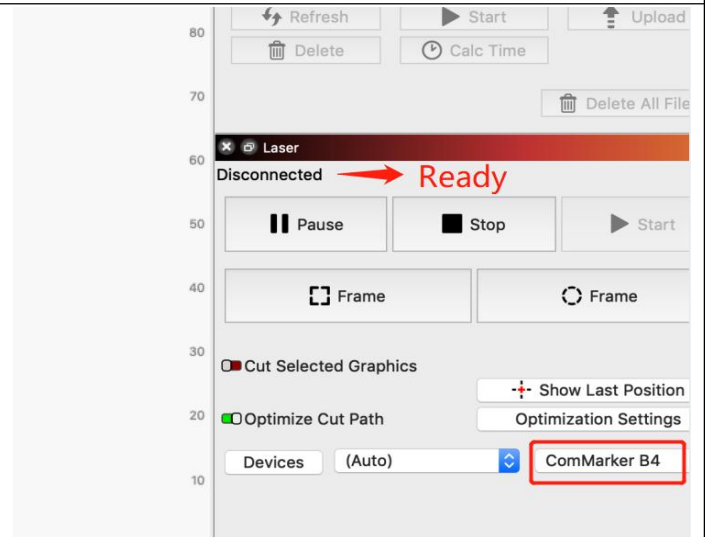 Refresh Start Upload
80
Delete Calc Time
70
Delete All File
Laser
60
Disconnected Ready
50 Pause Stop Start
40 Frame Frame
30
Cut Selected Graphics
Show Last Position
20 Optimize Cut Path Optimization Settings
Devices (Auto) ComMarker B4
10